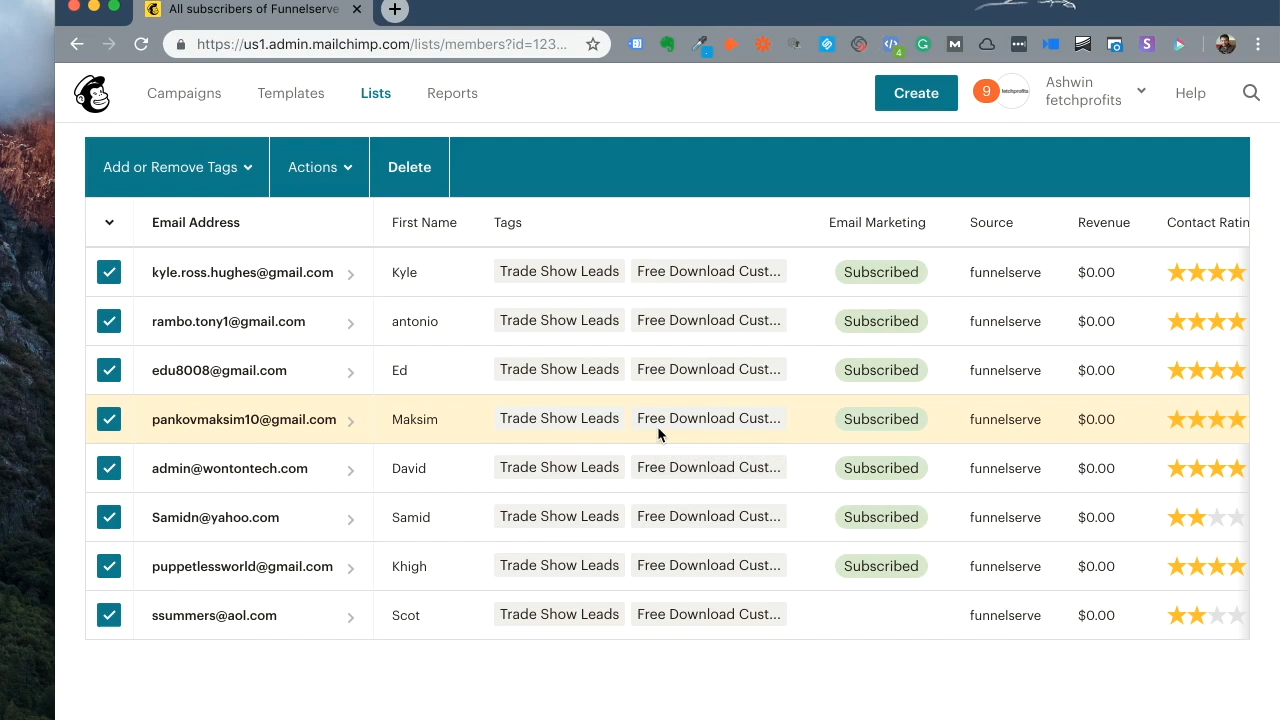 All subscribers of Funnelserve
https://us1.admin.mailchimp.com/lists/members?id=123...
4
Campaigns Templates Lists Reports Create 9 fetchprofits Ashwin fetchprofits Help
Add or Remove Tags Actions Delete
Email Address First Name Tags Email Marketing Source Revenue Contact Ratin
kyle.ross.hughes@gmail.com Kyle Trade Show Leads Free Download Cust... Subscribed funnelserve $0.00
rambo.tony1@gmail.com antonio Trade Show Leads Free Download Cust... Subscribed funnelserve $0.00
edu8008@gmail.com Ed Trade Show Leads Free Download Cust... Subscribed funnelserve $0.00
pankovmaksim10@gmail.com Maksim Trade Show Leads Free Download Cust... Subscribed funnelserve $0.00
admin@wontontech.com David Trade Show Leads Free Download Cust... Subscribed funnelserve $0.00
Samidn@yahoo.com Samid Trade Show Leads Free Download Cust... Subscribed funnelserve $0.00
puppetlessworld@gmail.com Khigh Trade Show Leads Free Download Cust... Subscribed funnelserve $0.00
ssummers@aol.com Scot Trade Show Leads Free Download Cust... funnelserve $0.00